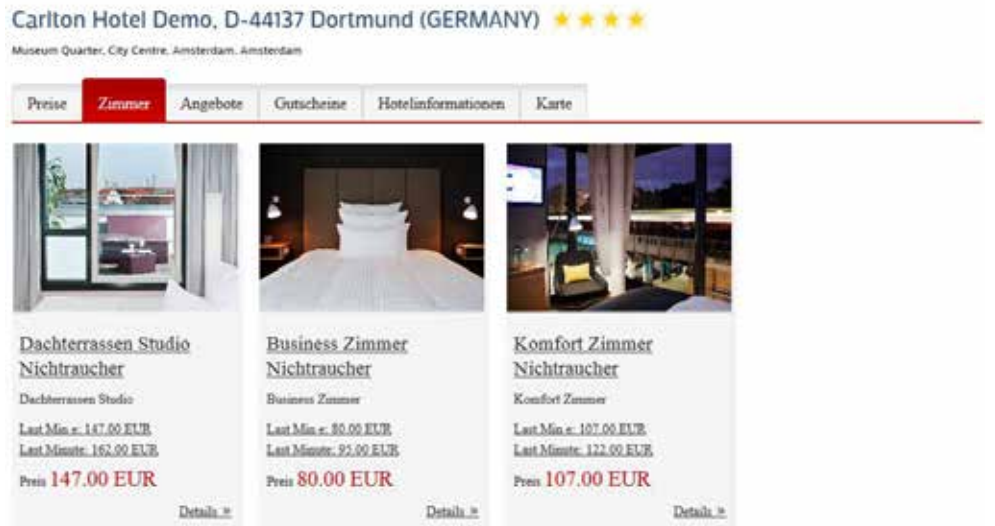 Carlton Hotel Demo, D-44137 Dortmund (GERMANY)
Museum Quarter, City Centre, Amsterdam, Amsterdam
Preise Zimmer Angebote Gutscheine Hotelinformationen Karte
Dachterrassen Studio
Nichtraucher
Dachterrassen Studio
Last Min e: 147.00 EUR
Last Minute: 162.00 EUR
Preis 147.00 EUR
Details »
Business Zimmer
Nichtraucher
Business Zimmer
Last Min e: 80.00 EUR
Last Minute: 95.00 EUR
Preis 80.00 EUR
Details »
Komfort Zimmer
Nichtraucher
Komfort Zimmer
Last Min e: 107.00 EUR
Last Minute: 122.00 EUR
Preis 107.00 EUR
Details »